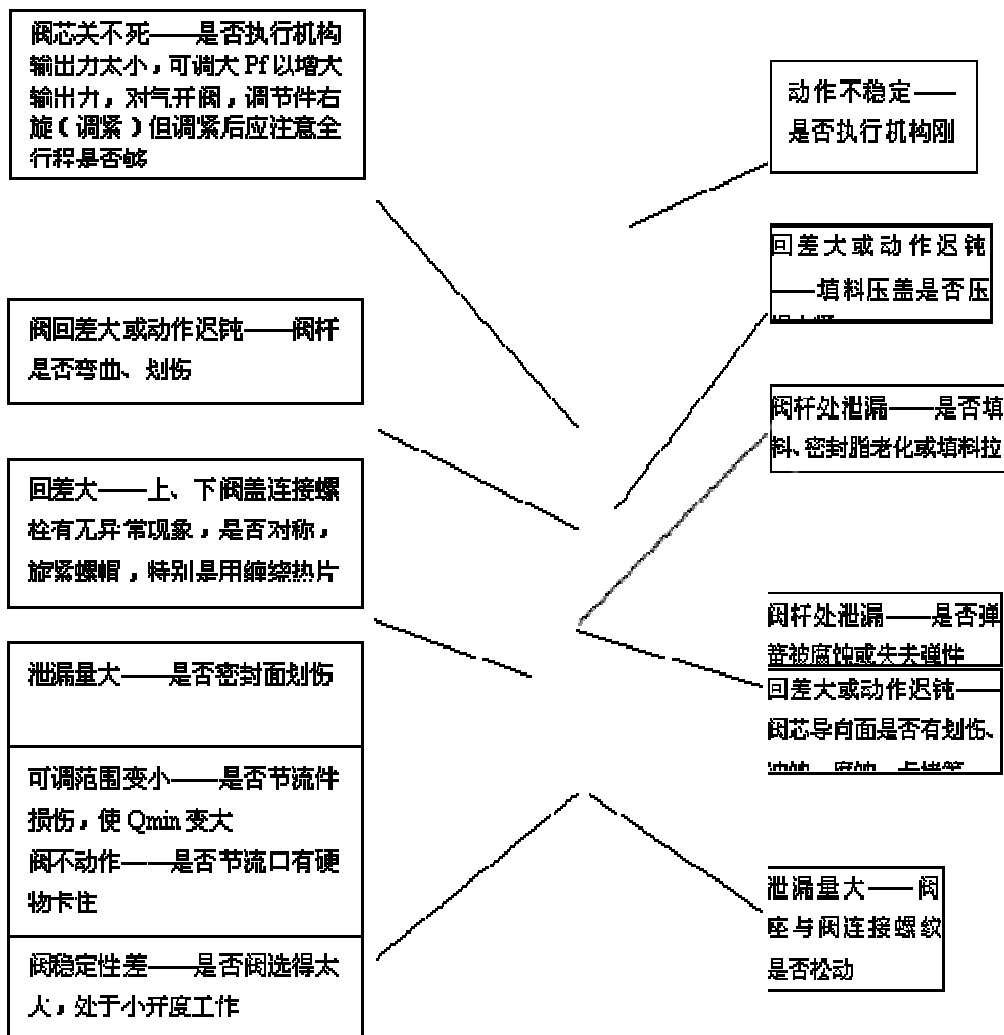 阀芯关不死——是否执行机构
输出力太小，可调大 Pf 以增大
输出力，对气开阀，调节件右
旋（调紧）但调紧后应注意全
行程是否够
阀回差大或动作迟钝——阀杆
是否弯曲、划伤
回差大——上、下阀盖连接螺
栓有无异常现象，是否对称，
旋紧螺帽，特别是用缠绕热片
泄漏量大——是否密封面划伤
可调范围变小——是否节流件
损伤，使 Qmin 变大
阀不动作——是否节流口有硬
物卡住
阀稳定性差——是否阀选得太
大，处于小开度工作
动作不稳定——
是否执行机构刚
回差大或动作迟钝
——填料压盖是否压
阀杆处泄漏——是否填
料、密封脂老化或填料拉
阀杆处泄漏——是否弹
簧被腐蚀或失去弹性
回差大或动作迟钝——
阀芯导向面是否有划伤、
泄漏量大——阀
座与阀连接螺纹
是否松动